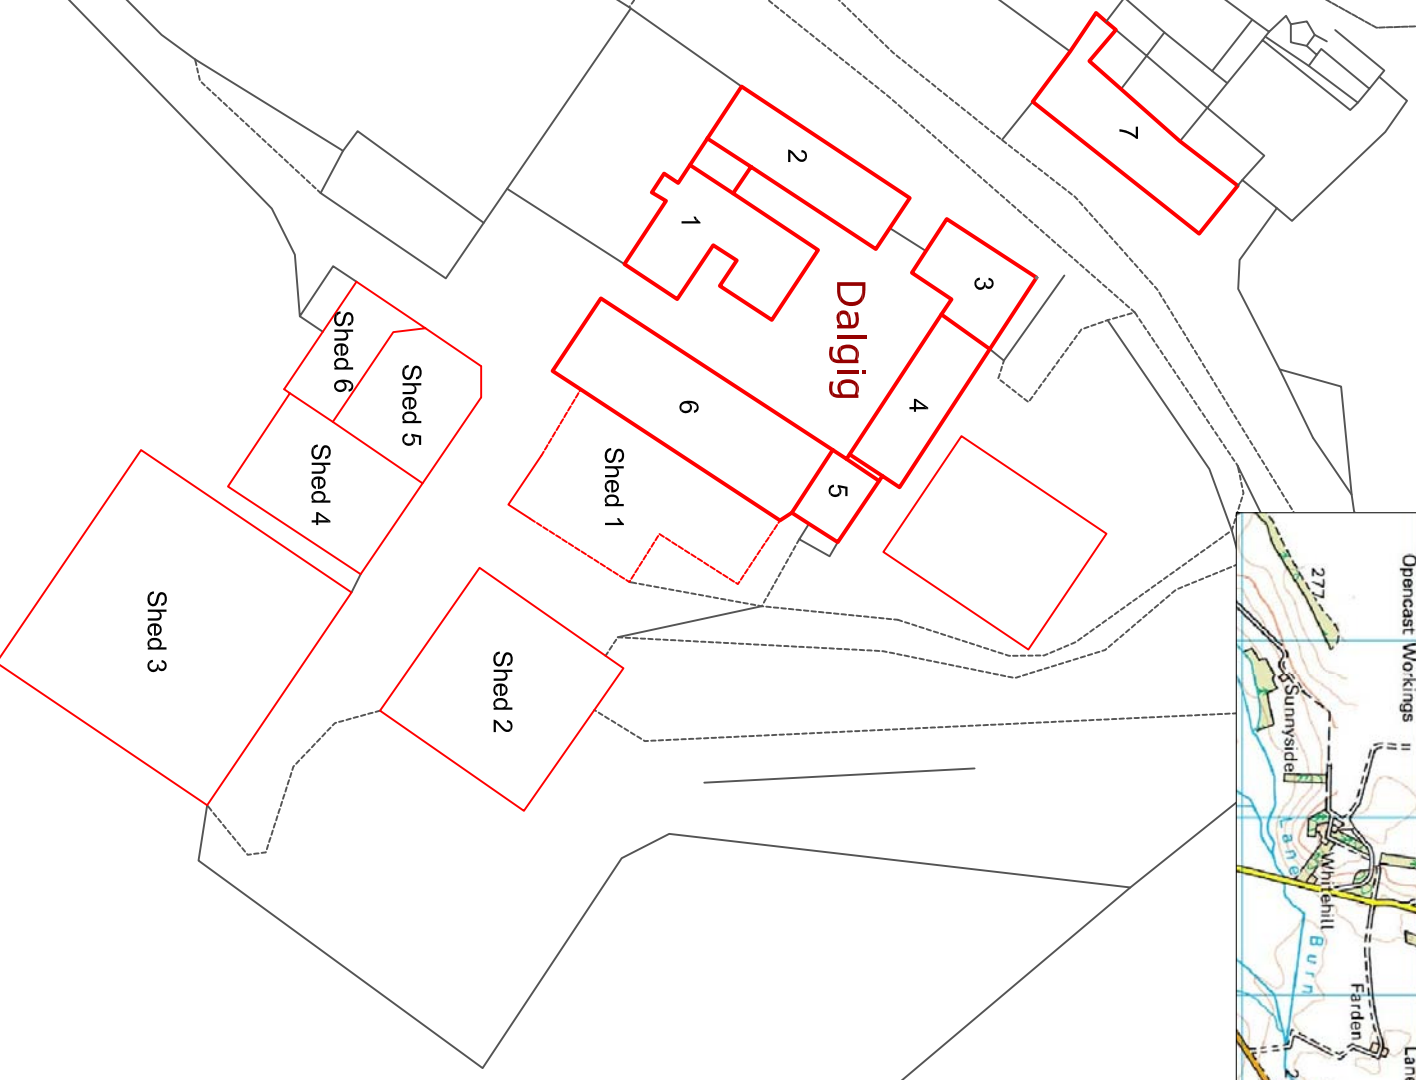 7
2
1
3
Dalgig
4
6
5
Shed 1
Shed 6
Shed 5
Shed 4
Shed 3
Shed 2
Opencast Workings
277
Sunnyside
Lane Burn
Whitehill
Farden